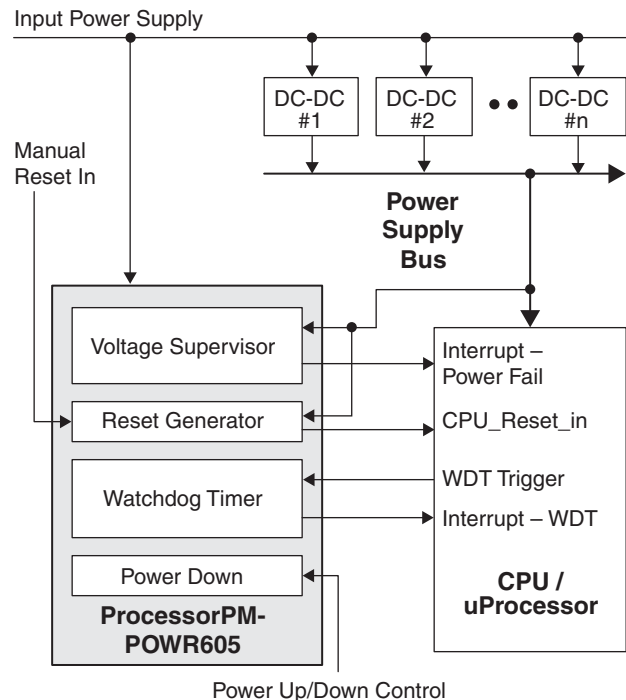 Input Power Supply
DC-DC
#1
DC-DC
#2
DC-DC
#n
Manual
Reset In
Power
Supply
Bus
Voltage Supervisor
Reset Generator
Watchdog Timer
Power Down
ProcessorPM-
POWR605
Interrupt –
Power Fail
CPU_Reset_in
WDT Trigger
Interrupt – WDT
CPU /
uProcessor
Power Up/Down Control